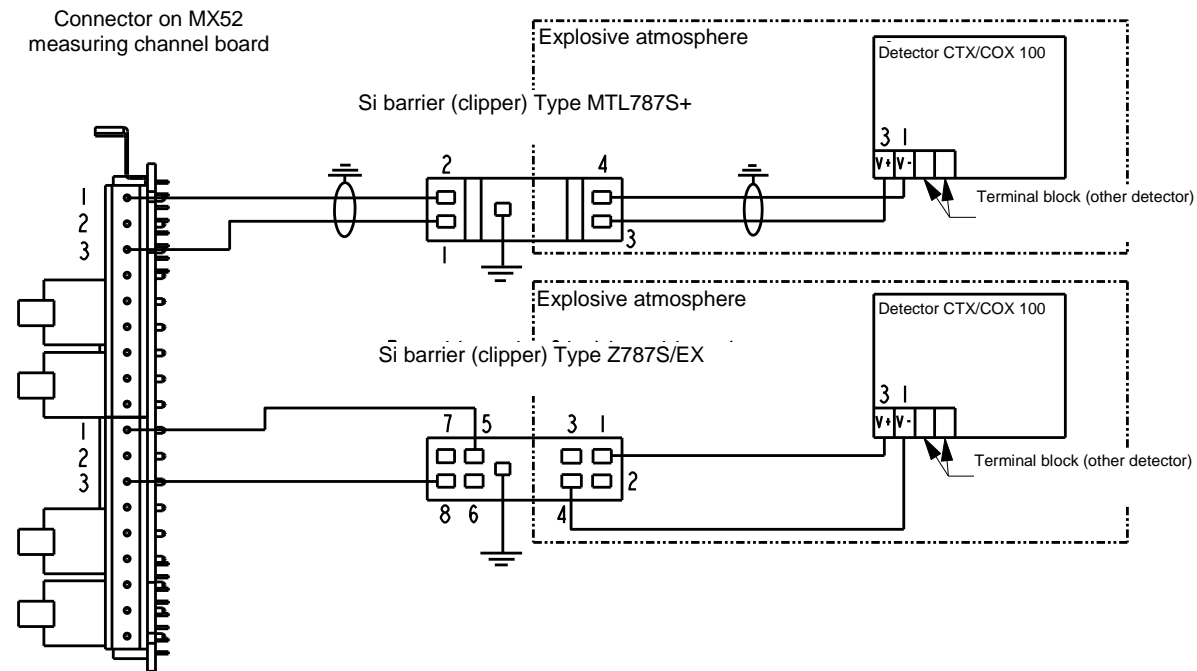 Connector on MX52
measuring channel board
Explosive atmosphere
Detector CTX/COX 100
Si barrier (clipper) Type MTL787S+
3 1
V+ V-
2 4
1
2
3
1 3
Terminal block (other detector)
Explosive atmosphere
Detector CTX/COX 100
Si barrier (clipper) Type Z787S/EX
3 1
V+ V-
1
2
3
7 5 3 1
2
8 6 4
Terminal block (other detector)